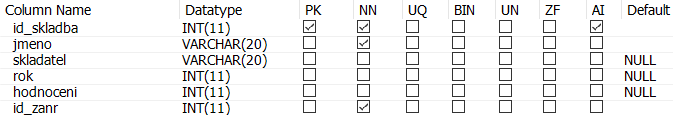 Column Name Datatype PK NN UQ BIN UN ZF AI Default
id_skladba INT(11)
jmeno VARCHAR(20)
skladatel VARCHAR(20) NULL
rok INT(11) NULL
hodnoceni INT(11) NULL
id_zanr INT(11)